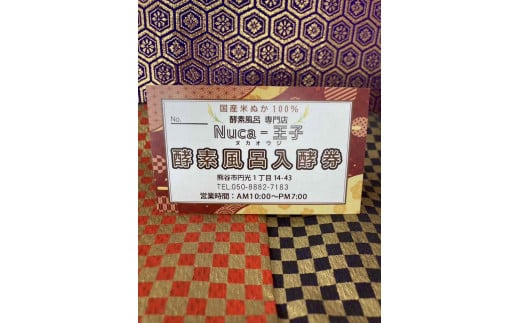 国産米ぬか100%
No.
酵素風呂 専門店
Nuca=王子
ヌカオウジ
酵素風呂入酵券
熊谷市円光1丁目14-43
TEL.050-8882-7183
営業時間：AM10:00～PM7:00